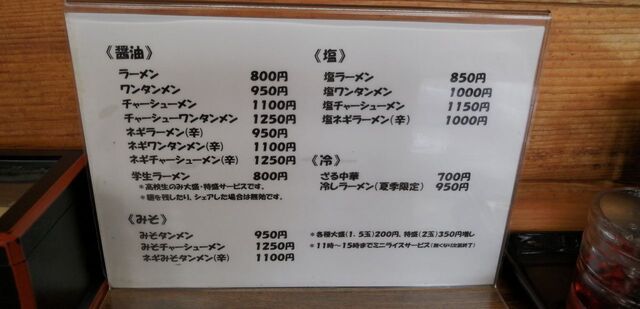 《醤油》
ラーメン 800円
ワンタンメン 950円
チャーシューメン 1100円
チャーシューワンタンメン 1250円
ネギラーメン(辛) 950円
ネギワンタンメン(辛) 1100円
ネギチャーシューメン(辛) 1250円
学生ラーメン 800円
*高校生のみ大盛・特盛サービスです。
*麺を残したり、シェアした場合は無効です。
《みそ》
みそタンメン 950円
みそチャーシューメン 1250円
ネギみそタンメン(辛) 1100円
《塩》
塩ラーメン 850円
塩ワンタンメン 1000円
塩チャーシューメン 1150円
塩ネギラーメン(辛) 1000円
《冷》
ざる中華 700円
冷しラーメン(夏季限定) 950円
*各種大盛(1.5玉)200円、特盛(2玉)350円増し
*11時~15時までミニライスサービス(無くなり次第終了)